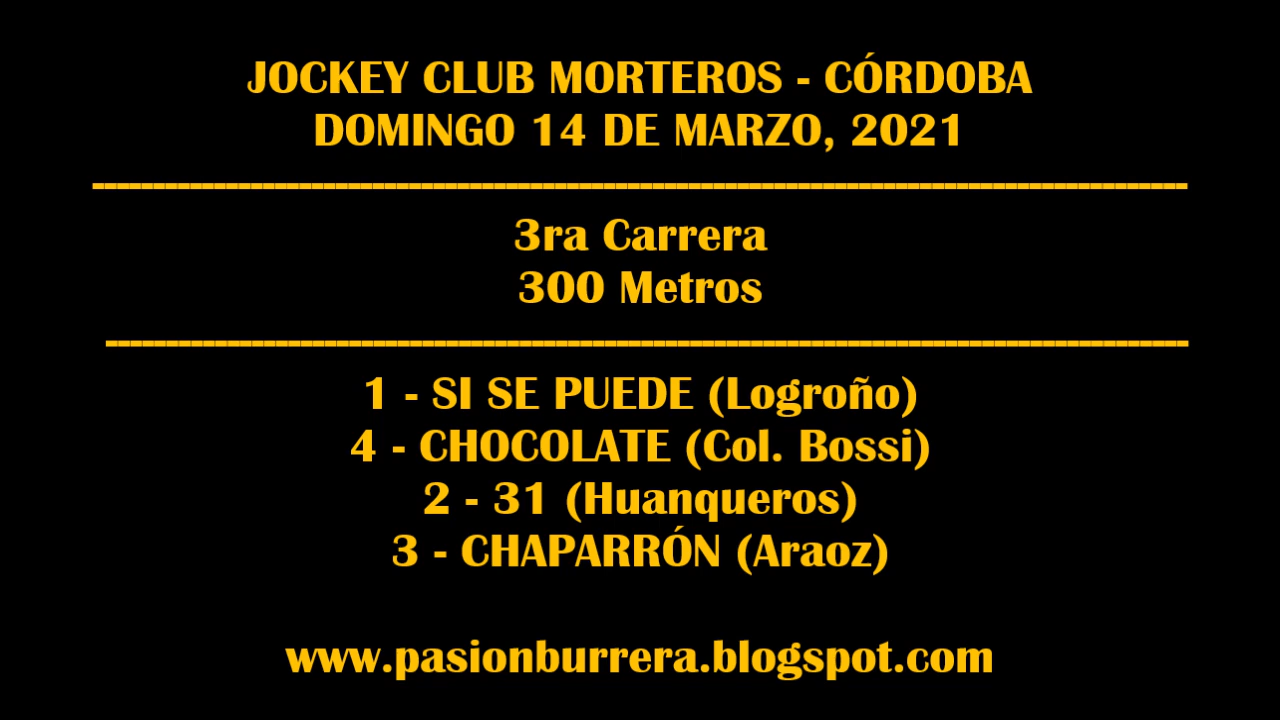 JOCKEY CLUB MORTEROS - CÓRDOBA
DOMINGO 14 DE MARZO, 2021
3ra Carrera
300 Metros
1 - SI SE PUEDE (Logroño)
4 - CHOCOLATE (Col. Bossi)
2 - 31 (Huanqueros)
3 - CHAPARRÓN (Araoz)
www.pasionburrera.blogspot.com